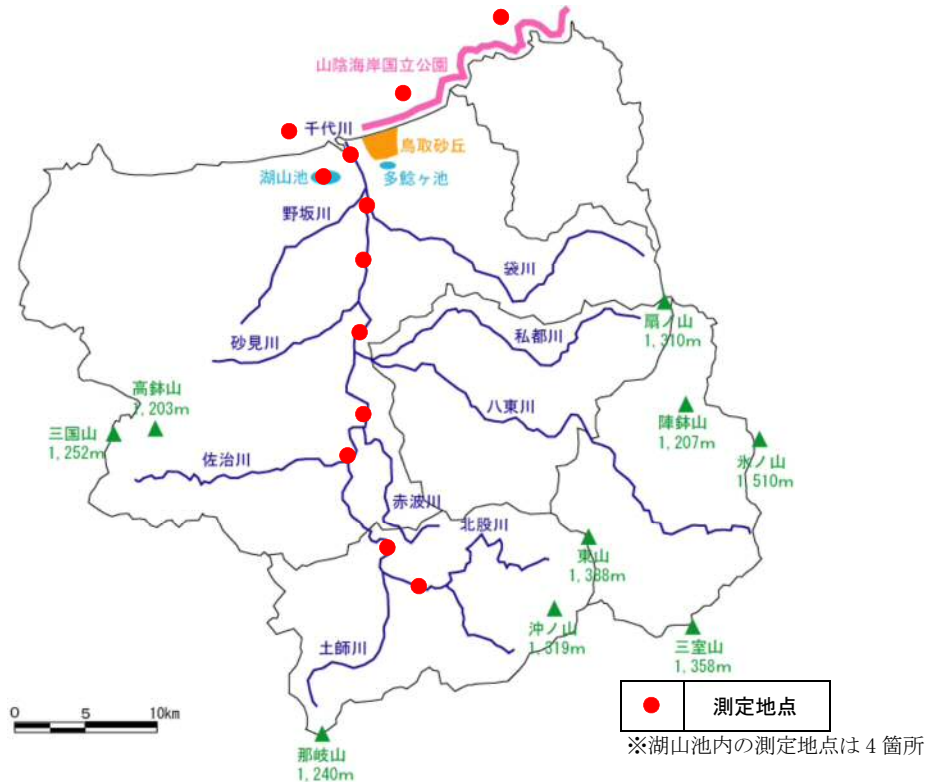 山陰海岸国立公園
千代川
鳥取砂丘
湖山池
多鯰ヶ池
野坂川
袋川
扇ノ山
1,310m
砂見川
私都川
高鉢山
1,203m
八東川
陣鉢山
1,207m
三国山
1,252m
氷ノ山
1,510m
佐治川
赤波川
北股川
東山
1,388m
沖ノ山
1,319m
土師川
三室山
1,358m
0 5 10km
測定地点
※湖山池内の測定地点は4箇所
那岐山
1,240m